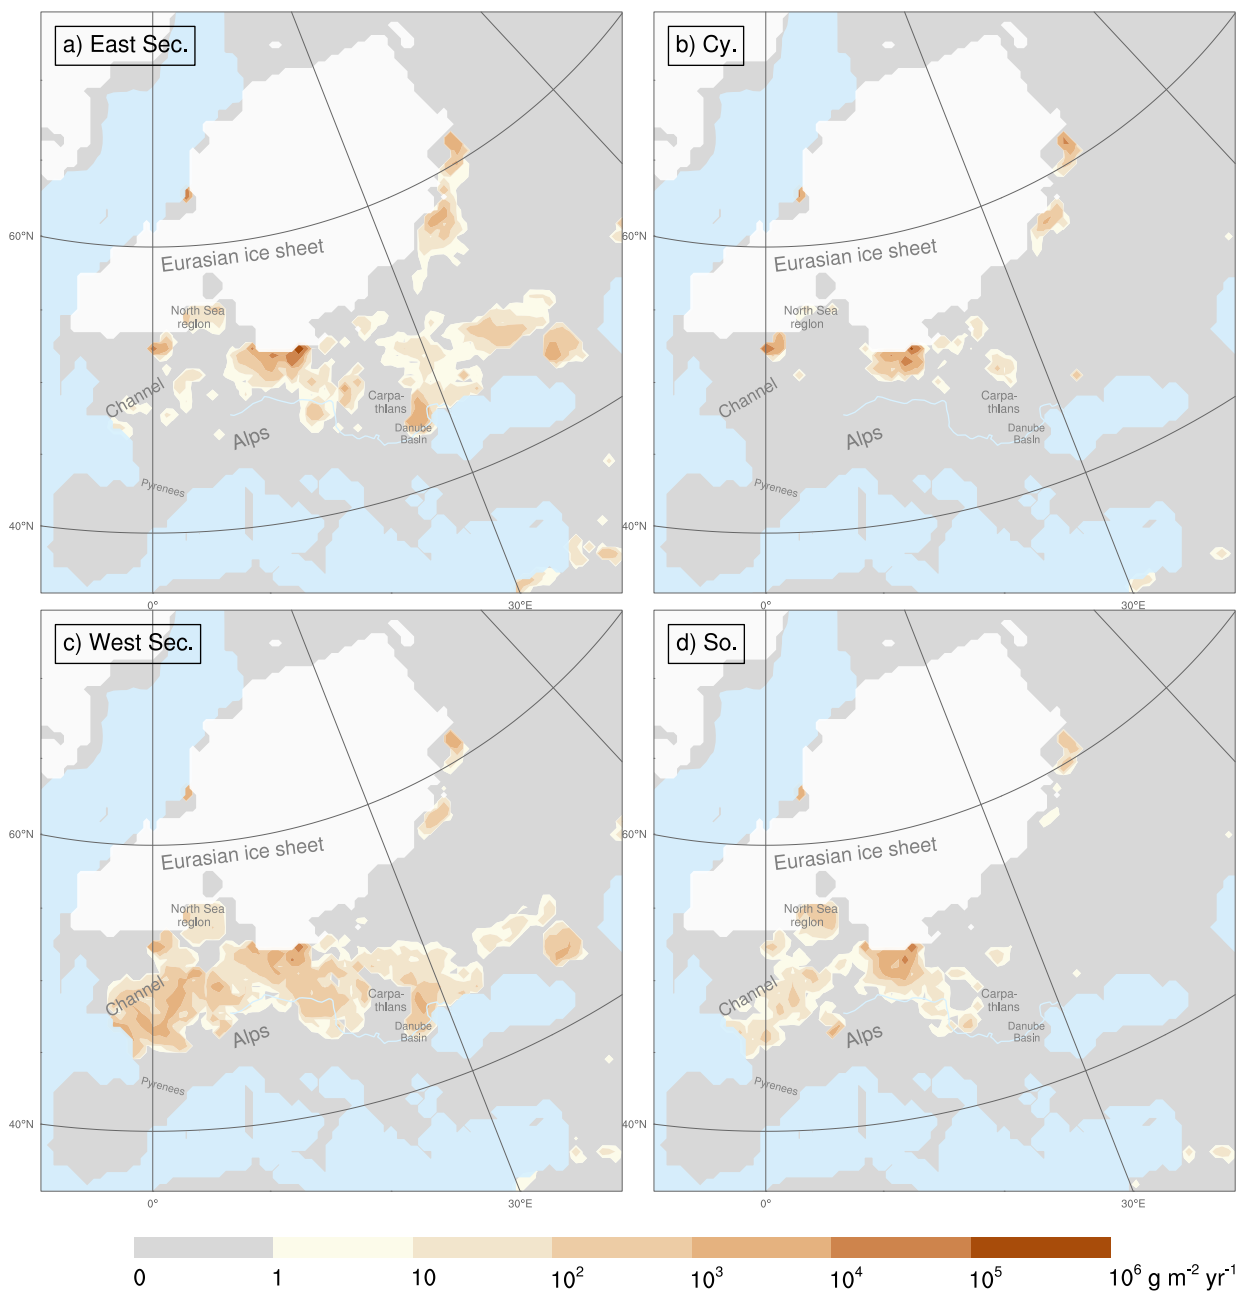 a) East Sec.
60°N
40°N
Eurasian ice sheet
North Sea
region
Channel
Alps
Carpa-
thians
Danube
Basin
Pyrenees
0°
30°E
b) Cy.
60°N
40°N
Eurasian ice sheet
North Sea
region
Channel
Alps
Carpa-
thians
Danube
Basin
Pyrenees
0°
30°E
c) West Sec.
60°N
40°N
Eurasian ice sheet
North Sea
region
Channel
Alps
Carpa-
thians
Danube
Basin
Pyrenees
0°
30°E
d) So.
60°N
40°N
Eurasian ice sheet
North Sea
region
Channel
Alps
Carpa-
thians
Danube
Basin
Pyrenees
0°
30°E
0 1 10 10² 10³ 10⁴ 10⁵ 10⁶ g m⁻² yr⁻¹